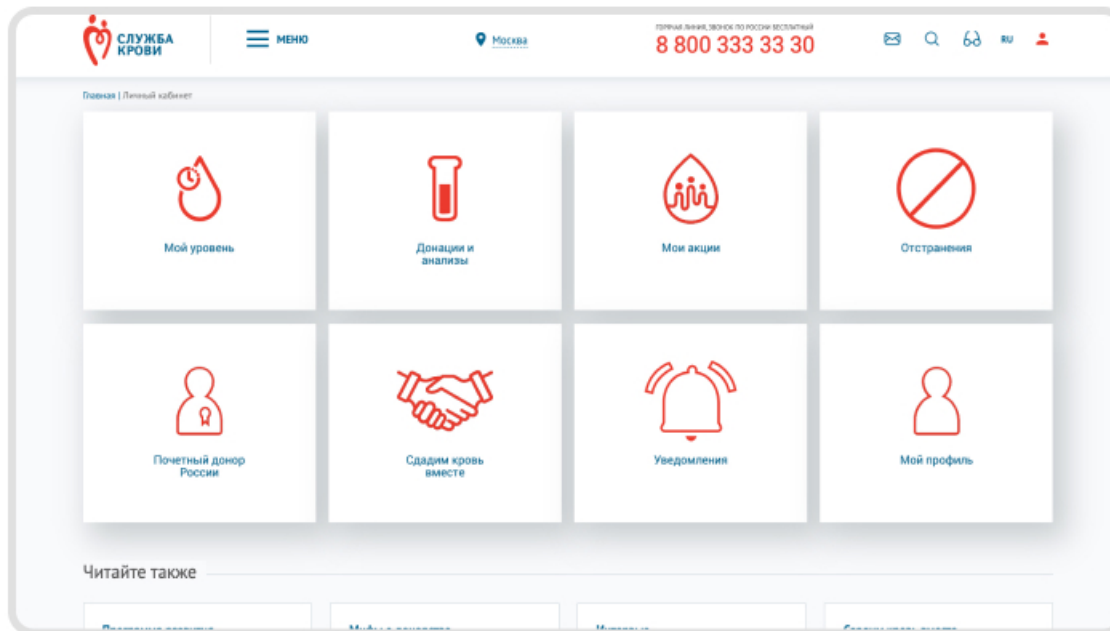 СЛУЖБА
КРОВИ
МЕНЮ
Москва
ГОРЯЧАЯ ЛИНИЯ, ЗВОНОК ПО РОССИИ БЕСПЛАТНЫЙ
8 800 333 33 30
RU
Главная | Личный кабинет
Мой уровень
Донации и
анализы
Мои акции
Отстранения
Почетный донор
России
Сдадим кровь
вместе
Уведомления
Мой профиль
Читайте также